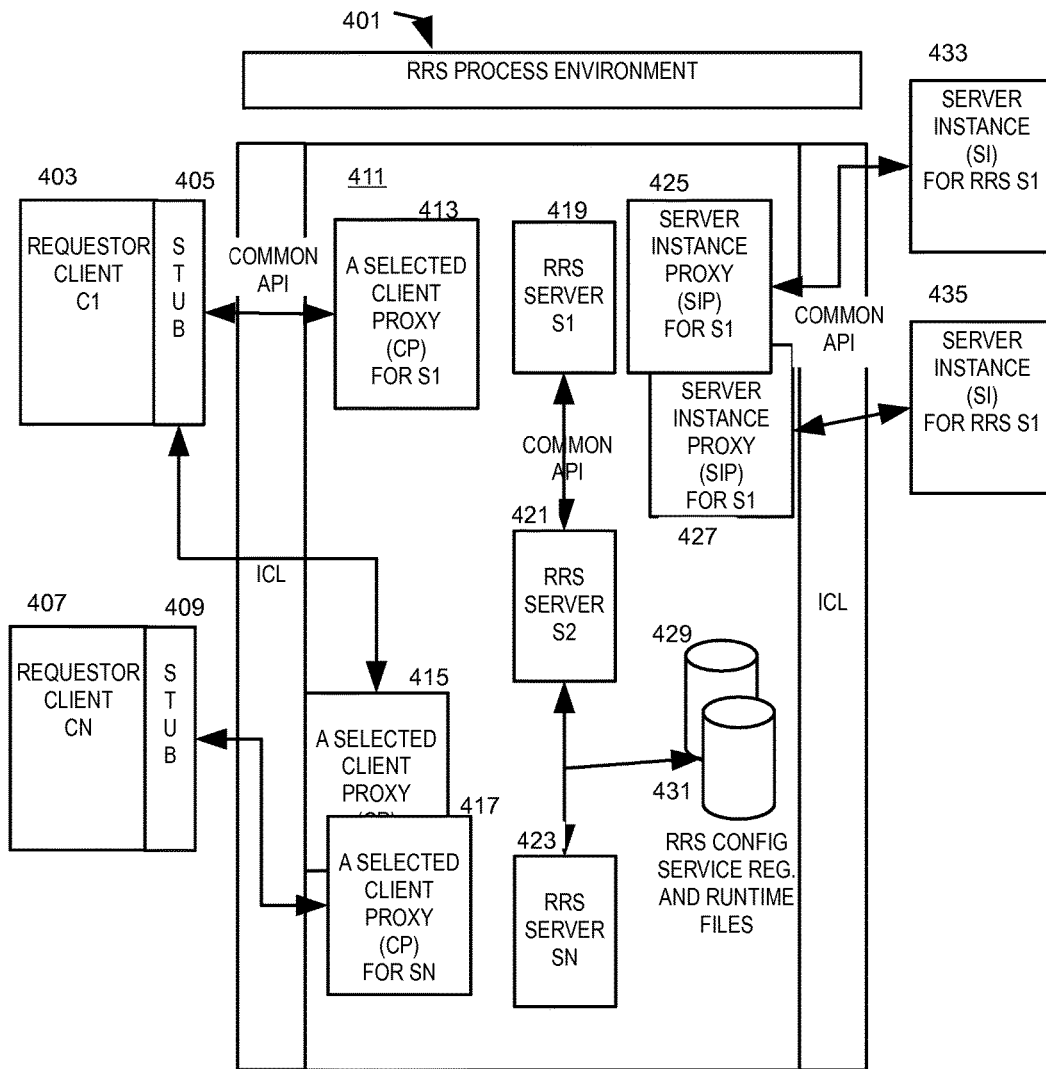 401
RRS PROCESS ENVIRONMENT
433
SERVER
INSTANCE
(SI)
FOR RRS S1
403
405
REQUESTOR
CLIENT
C1
S
T
U
B
COMMON
API
411
413
A SELECTED
CLIENT
PROXY
(CP)
FOR S1
419
RRS
SERVER
S1
425
SERVER
INSTANCE
PROXY
(SIP)
FOR S1
COMMON
API
435
SERVER
INSTANCE
(SI)
FOR RRS S1
SERVER
INSTANCE
PROXY
(SIP)
FOR S1
427
COMMON
API
421
RRS
SERVER
S2
ICL
ICL
407
409
REQUESTOR
CLIENT
CN
S
T
U
B
415
A SELECTED
CLIENT
PROXY
(CP)
417
A SELECTED
CLIENT
PROXY
(CP)
FOR SN
429
431
RRS CONFIG
SERVICE REG.
AND RUNTIME
FILES
423
RRS
SERVER
SN